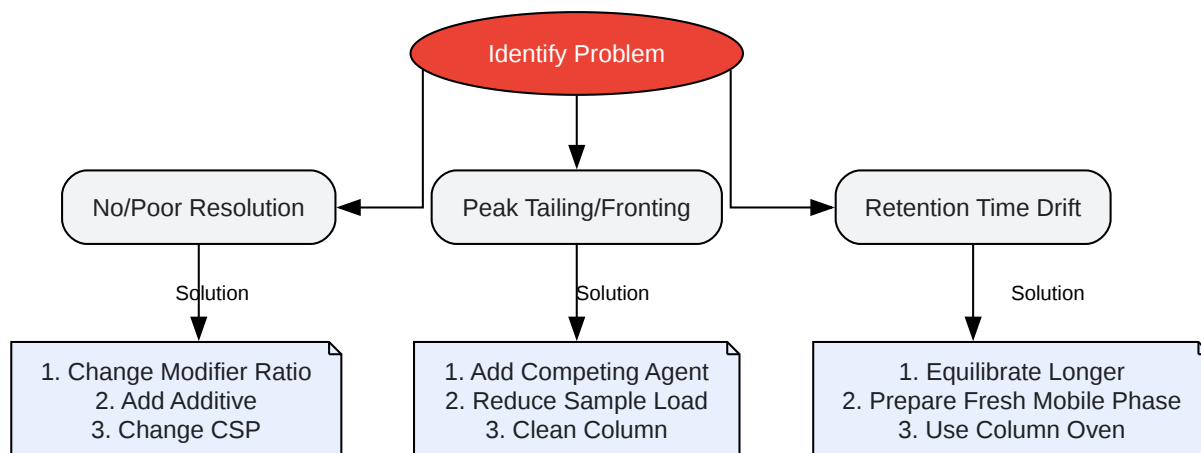 Identify Problem
No/Poor Resolution
Peak Tailing/Fronting
Retention Time Drift
Solution
Solution
Solution
1. Change Modifier Ratio
2. Add Additive
3. Change CSP
1. Add Competing Agent
2. Reduce Sample Load
3. Clean Column
1. Equilibrate Longer
2. Prepare Fresh Mobile Phase
3. Use Column Oven